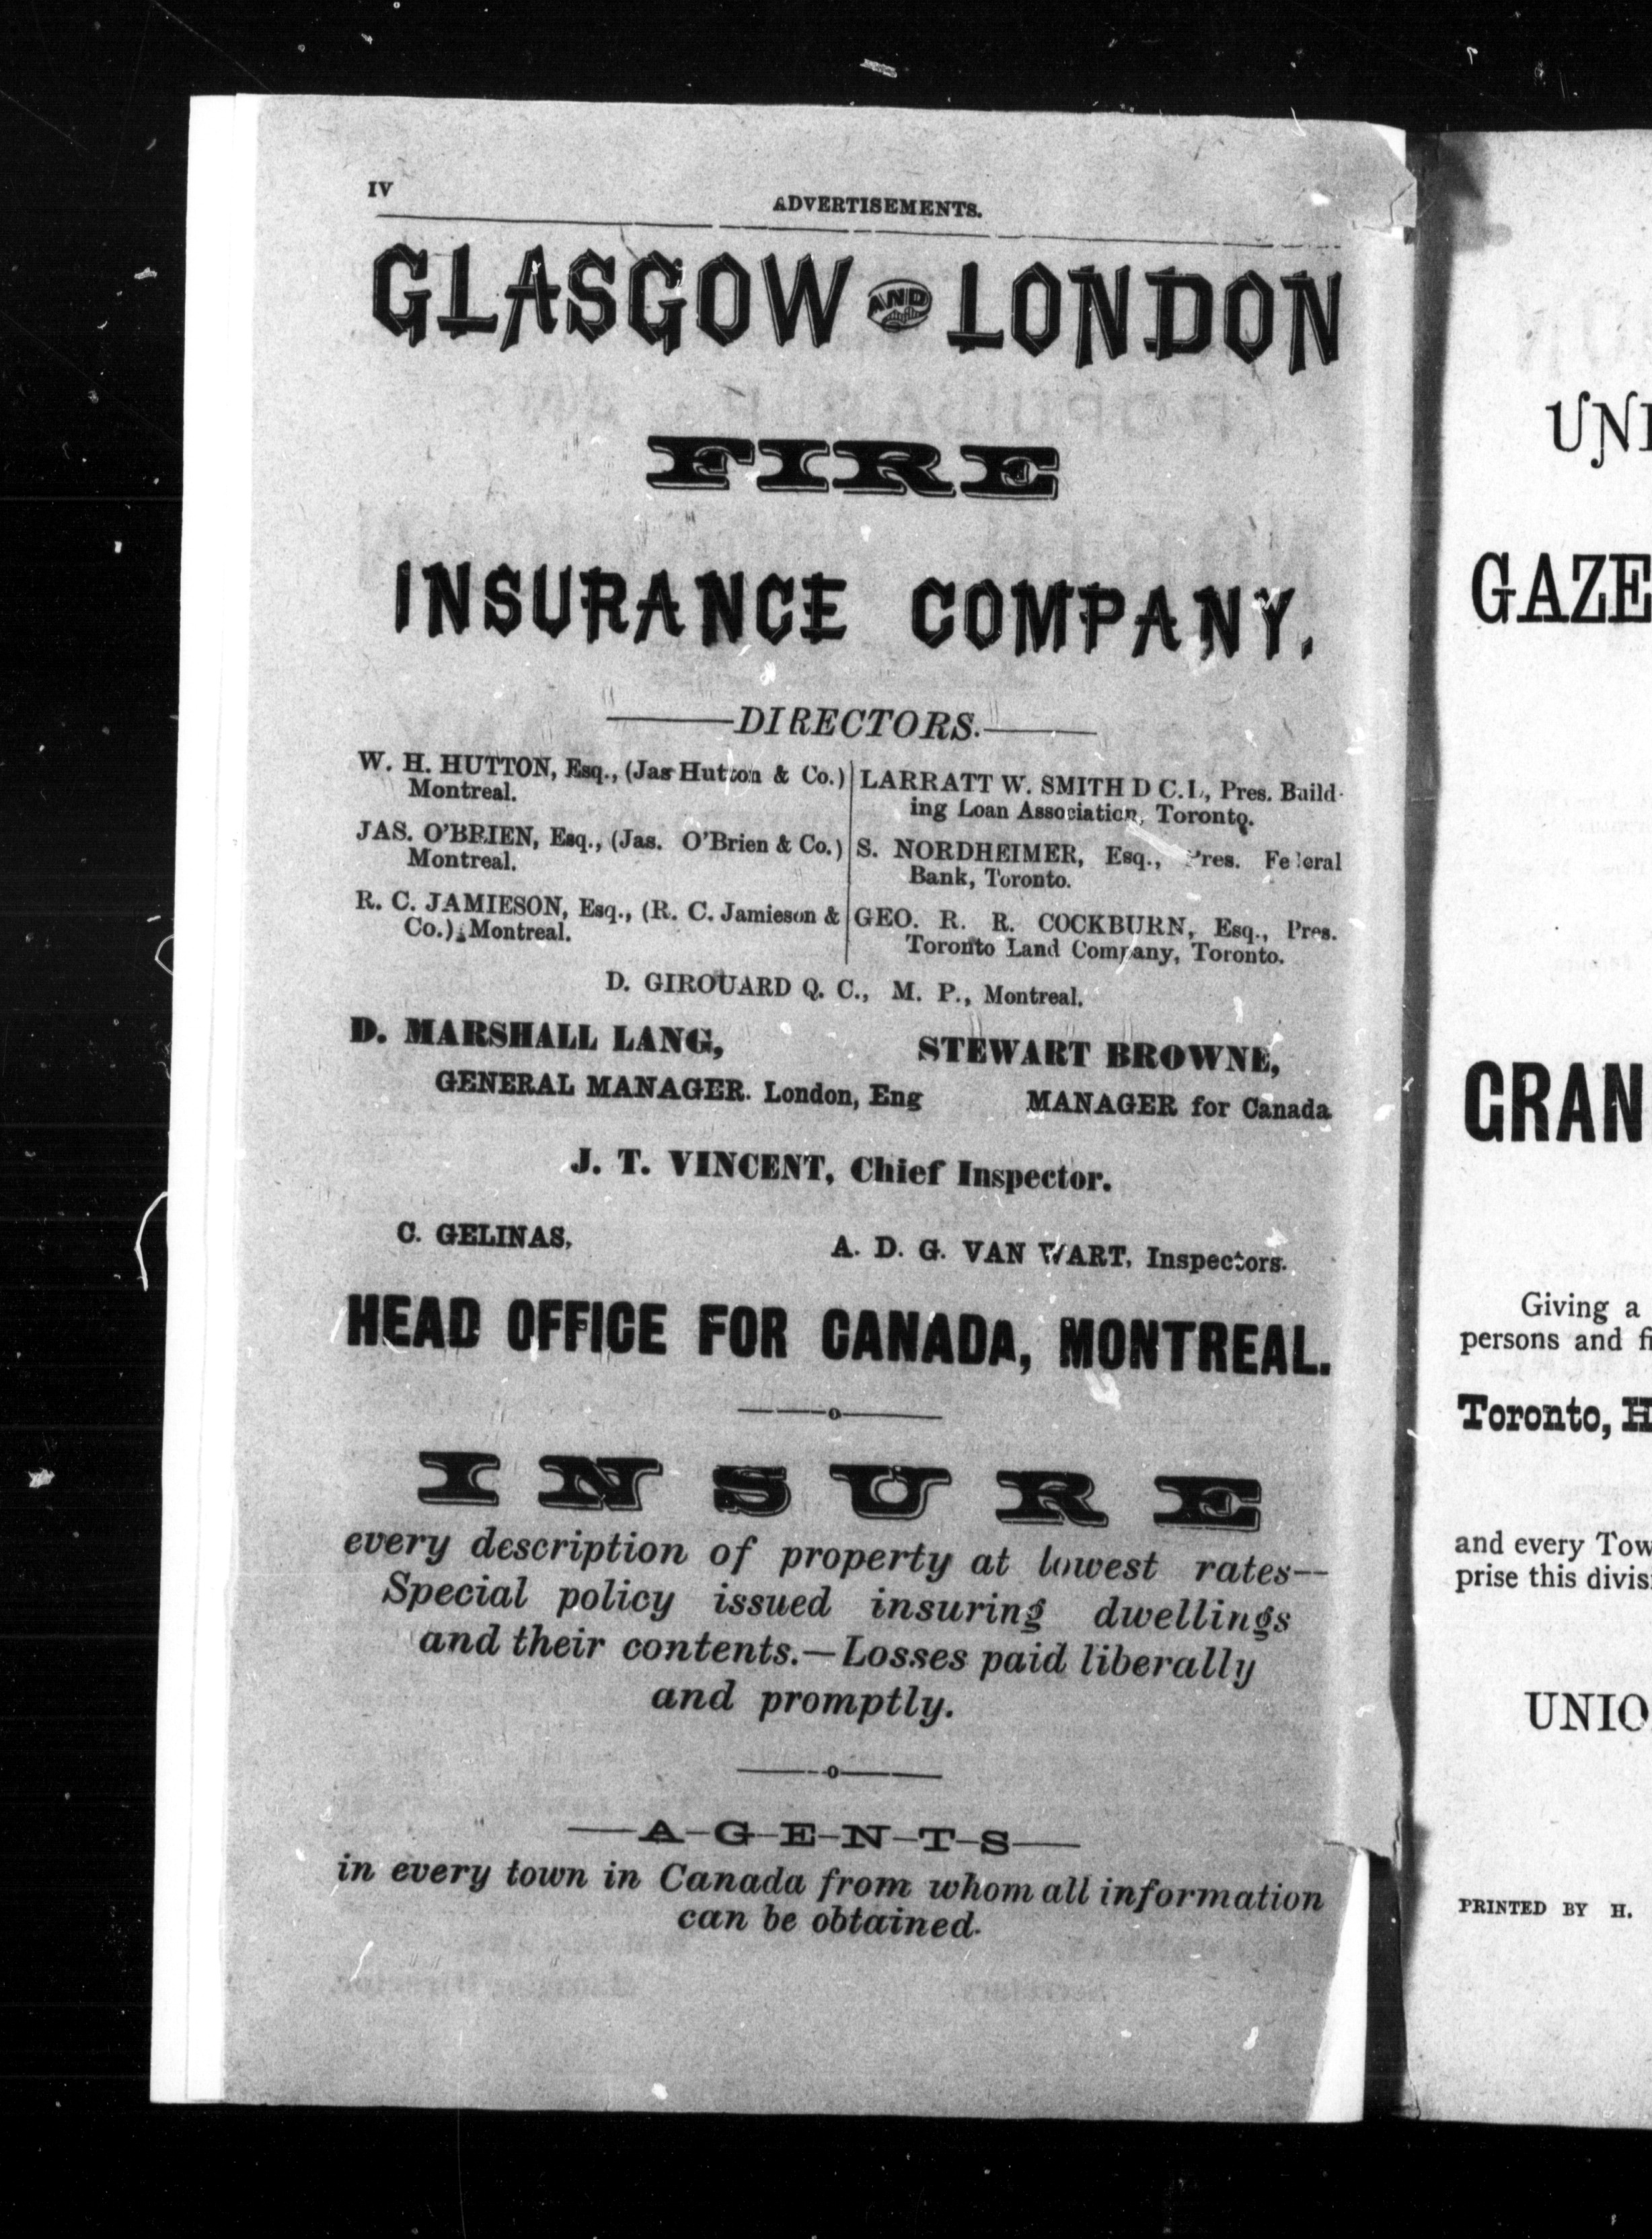 IV
ADVERTISEMENTS.
GLASGOW AND LONDON
FIRE
INSURANCE COMPANY.
DIRECTORS.
W. H. HUTTON, Esq., (Jas Hutton & Co.)
Montreal.
JAS. O'BRIEN, Esq., (Jas. O'Brien & Co.)
Montreal.
R. C. JAMIESON, Esq., (R. C. Jamieson &
Co.), Montreal.
LARRATT W. SMITH D C.L, Pres. Build-
ing Loan Association, Toronto.
S. NORDHEIMER, Esq., Pres. Federal
Bank, Toronto.
GEO. R. R. COCKBURN, Esq., Pres.
Toronto Land Company, Toronto.
D. GIROUARD Q. C., M. P., Montreal.
D. MARSHALL LANG,
GENERAL MANAGER. London, Eng
STEWART BROWNE,
MANAGER for Canada
J. T. VINCENT, Chief Inspector.
C. GELINAS,
A. D. G. VAN WART, Inspectors.
HEAD OFFICE FOR CANADA, MONTREAL.
o
INSURE
every description of property at lowest rates—
Special policy issued insuring dwellings
and their contents.—Losses paid liberally
and promptly.
o
—A-G-E-N-T-S—
in every town in Canada from whom all information
can be obtained.
UNI
GAZE
GRAN
Giving a
persons and fi
Toronto, H
and every Tow
prise this divisi
UNIO
PRINTED BY H.